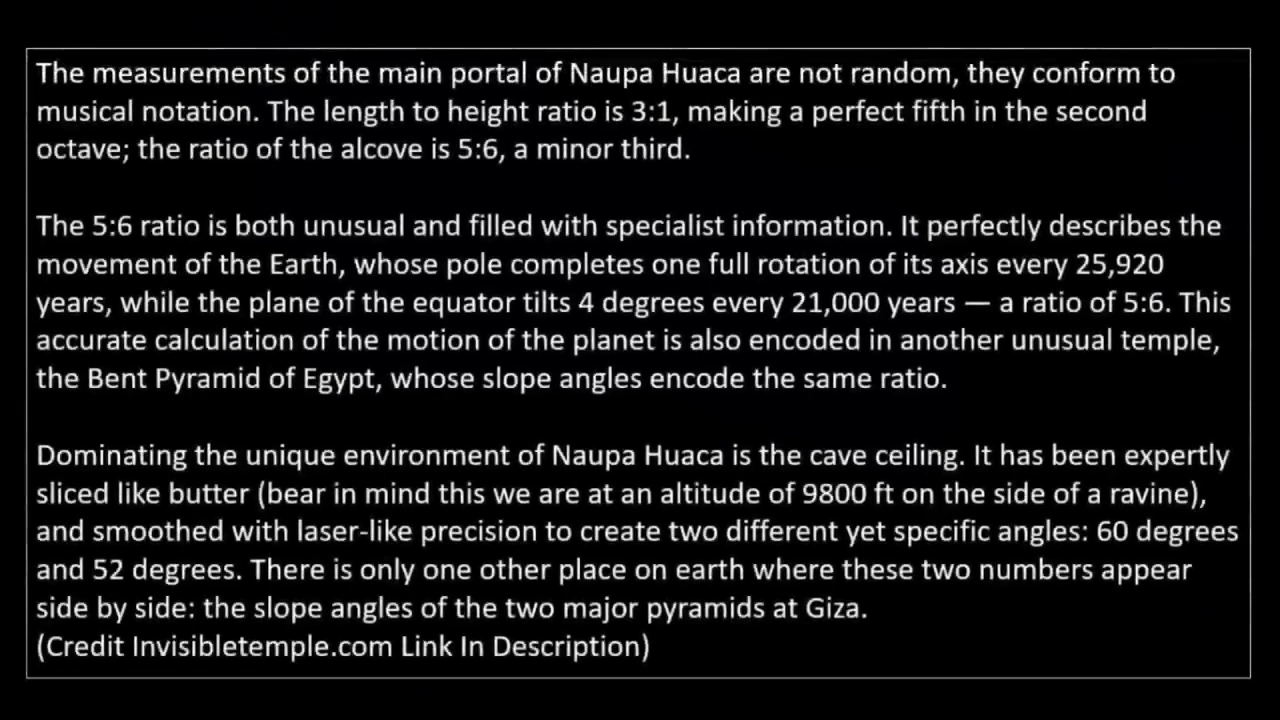 The measurements of the main portal of Naupa Huaca are not random, they conform to
musical notation. The length to height ratio is 3:1, making a perfect fifth in the second
octave; the ratio of the alcove is 5:6, a minor third.
The 5:6 ratio is both unusual and filled with specialist information. It perfectly describes the
movement of the Earth, whose pole completes one full rotation of its axis every 25,920
years, while the plane of the equator tilts 4 degrees every 21,000 years — a ratio of 5:6. This
accurate calculation of the motion of the planet is also encoded in another unusual temple,
the Bent Pyramid of Egypt, whose slope angles encode the same ratio.
Dominating the unique environment of Naupa Huaca is the cave ceiling. It has been expertly
sliced like butter (bear in mind this we are at an altitude of 9800 ft on the side of a ravine),
and smoothed with laser-like precision to create two different yet specific angles: 60 degrees
and 52 degrees. There is only one other place on earth where these two numbers appear
side by side: the slope angles of the two major pyramids at Giza.
(Credit Invisibletemple.com Link In Description)